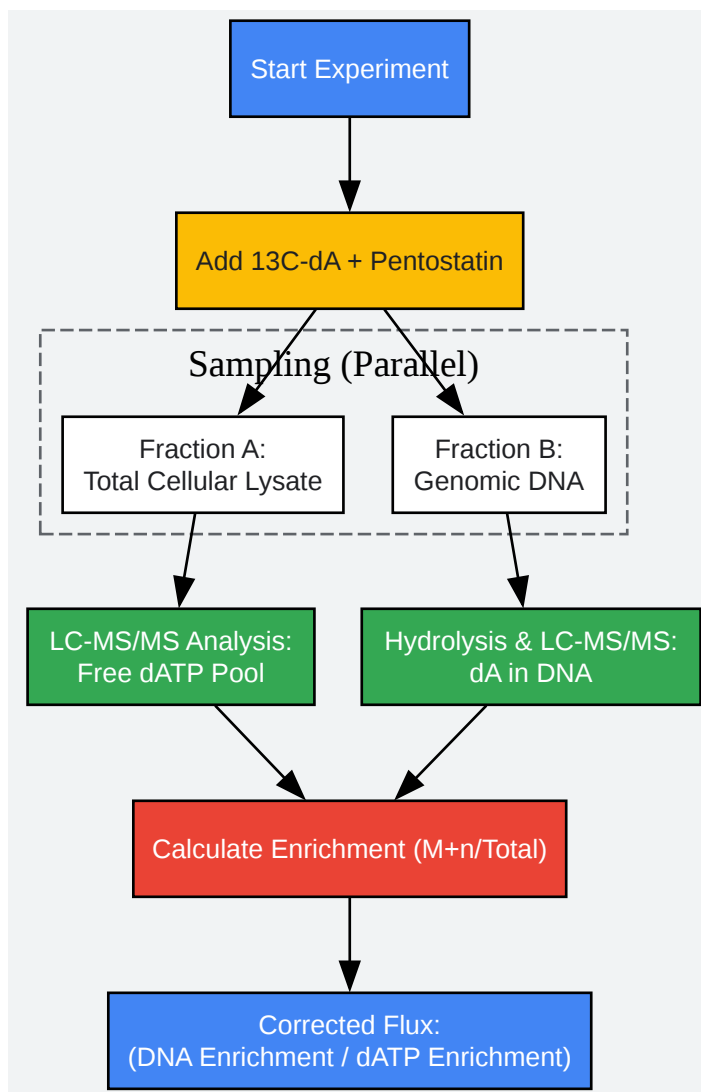 Start Experiment
Add 13C-dA + Pentostatin
Sampling (Parallel)
Fraction A:
Total Cellular Lysate
Fraction B:
Genomic DNA
LC-MS/MS Analysis:
Free dATP Pool
Hydrolysis & LC-MS/MS:
dA in DNA
Calculate Enrichment (M+n/Total)
Corrected Flux:
(DNA Enrichment / dATP Enrichment)